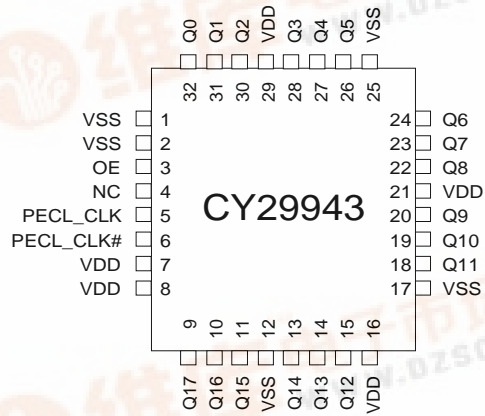 Q0 Q1 Q2 VDD Q3 Q4 Q5 VSS
32 31 30 29 28 27 26 25
VSS 1
VSS 2
OE 3
NC 4
PECL_CLK 5
PECL_CLK# 6
VDD 7
VDD 8
CY29943
24 Q6
23 Q7
22 Q8
21 VDD
20 Q9
19 Q10
18 Q11
17 VSS
9 10 11 12 13 14 15 16
Q17 Q16 Q15 VSS Q14 Q13 Q12 VDD